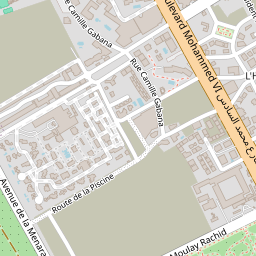 Rue Camille Gabana
Boulevard Mohammed VI شارع محمد السادس
Rue Camille Gabana
L'H
Route de la Piscine
Avenue de la Menara
Moulay Rachid